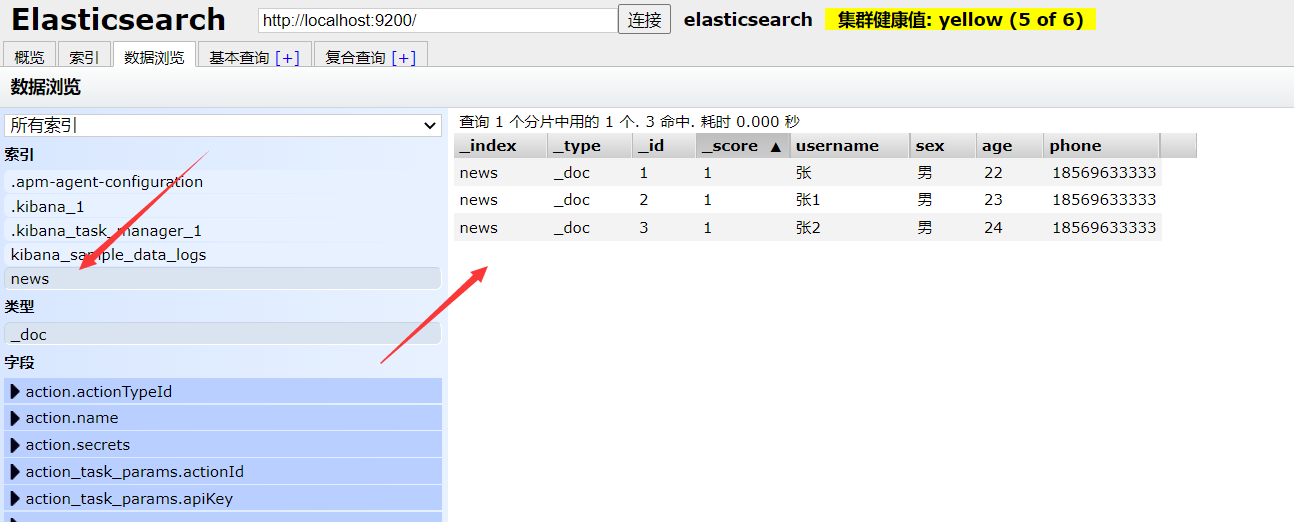 Elasticsearch http://localhost:9200/ 连接 elasticsearch 集群健康值: yellow (5 of 6)
概览 索引 数据浏览 基本查询 [+] 复合查询 [+]
数据浏览
所有索引
索引
.apm-agent-configuration
.kibana_1
.kibana_task_manager_1
kibana_sample_data_logs
news
类型
_doc
字段
action.actionTypeId
action.name
action.secrets
action_task_params.actionId
action_task_params.apiKey
查询 1 个分片中用的 1 个. 3 命中. 耗时 0.000 秒
_index _type _id _score ▲ username sex age phone
news _doc 1 1 张 男 22 18569633333
news _doc 2 1 张1 男 23 18569633333
news _doc 3 1 张2 男 24 18569633333